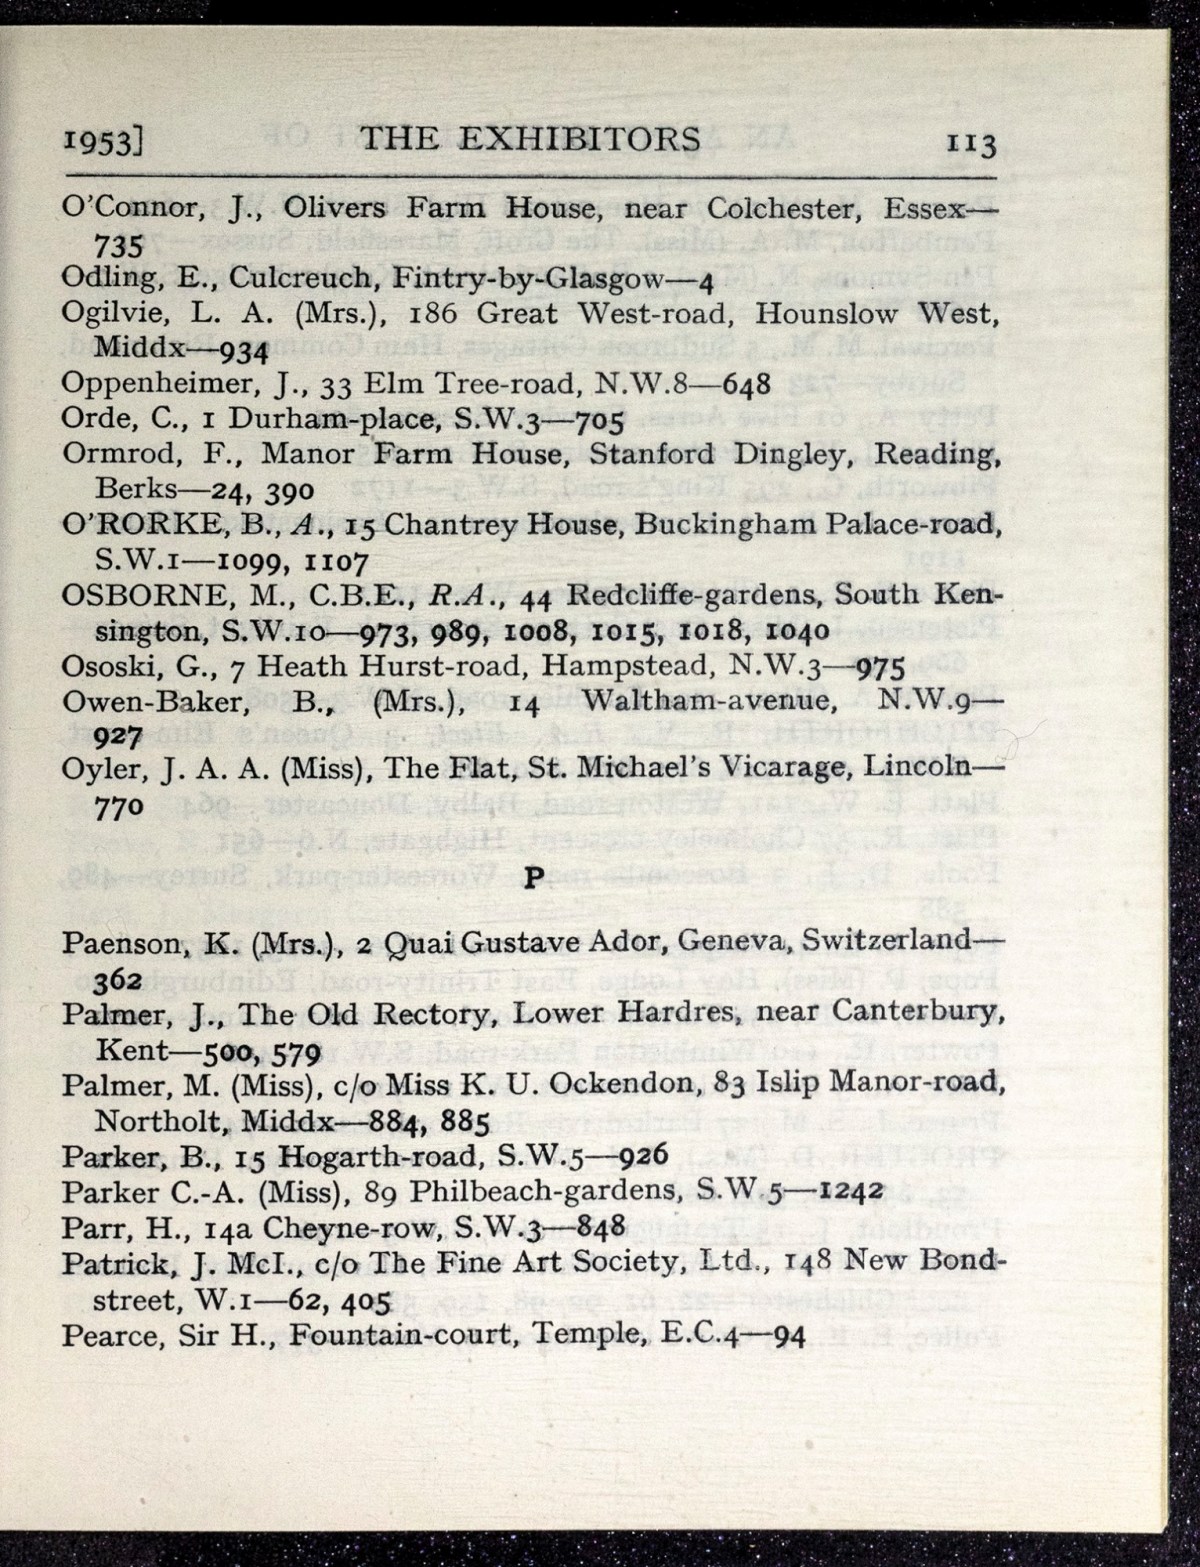 1953] THE EXHIBITORS 113
O'Connor, J., Olivers Farm House, near Colchester, Essex—
735
Odling, E., Culcreuch, Fintry-by-Glasgow—4
Ogilvie, L. A. (Mrs.), 186 Great West-road, Hounslow West,
Middx—934
Oppenheimer, J., 33 Elm Tree-road, N.W.8—648
Orde, C., 1 Durham-place, S.W.3—705
Ormrod, F., Manor Farm House, Stanford Dingley, Reading,
Berks—24, 390
O'RORKE, B., A., 15 Chantrey House, Buckingham Palace-road,
S.W.1—1099, 1107
OSBORNE, M., C.B.E., R.A., 44 Redcliffe-gardens, South Ken-
sington, S.W.10—973, 989, 1008, 1015, 1018, 1040
Ososki, G., 7 Heath Hurst-road, Hampstead, N.W.3—975
Owen-Baker, B., (Mrs.), 14 Waltham-avenue, N.W.9—
927
Oyler, J. A. A. (Miss), The Flat, St. Michael's Vicarage, Lincoln—
770
P
Paenson, K. (Mrs.), 2 Quai Gustave Ador, Geneva, Switzerland—
362
Palmer, J., The Old Rectory, Lower Hardres, near Canterbury,
Kent—500, 579
Palmer, M. (Miss), c/o Miss K. U. Ockendon, 83 Islip Manor-road,
Northolt, Middx—884, 885
Parker, B., 15 Hogarth-road, S.W.5—926
Parker C.-A. (Miss), 89 Philbeach-gardens, S.W 5—1242
Parr, H., 14a Cheyne-row, S.W.3—848
Patrick, J. McI., c/o The Fine Art Society, Ltd., 148 New Bond-
street, W.1—62, 405
Pearce, Sir H., Fountain-court, Temple, E.C.4—94